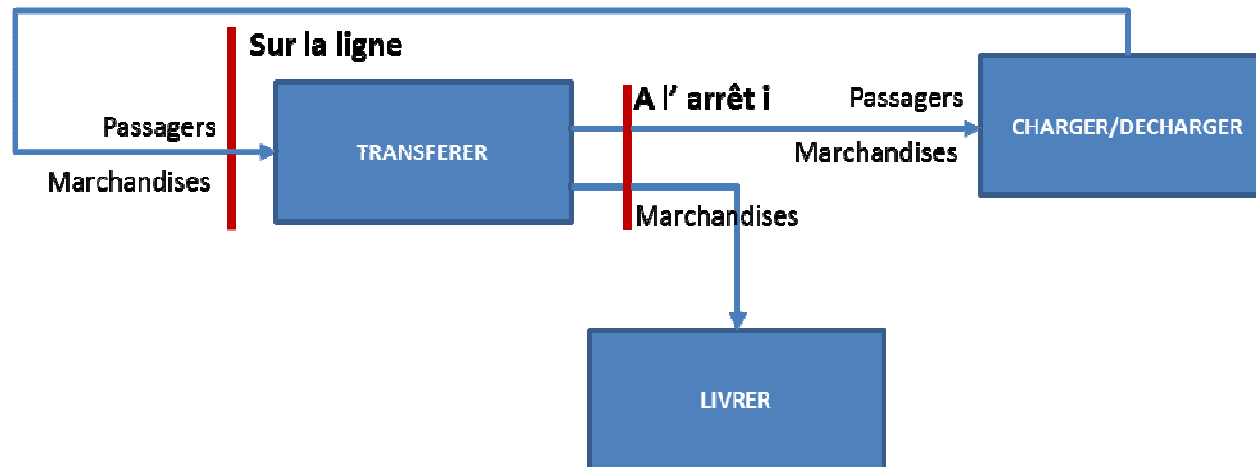 Sur la ligne
A l’ arrêt i
Passagers
CHARGER/DECHARGER
Passagers
TRANSFERER
Marchandises
Marchandises
Marchandises
LIVRER